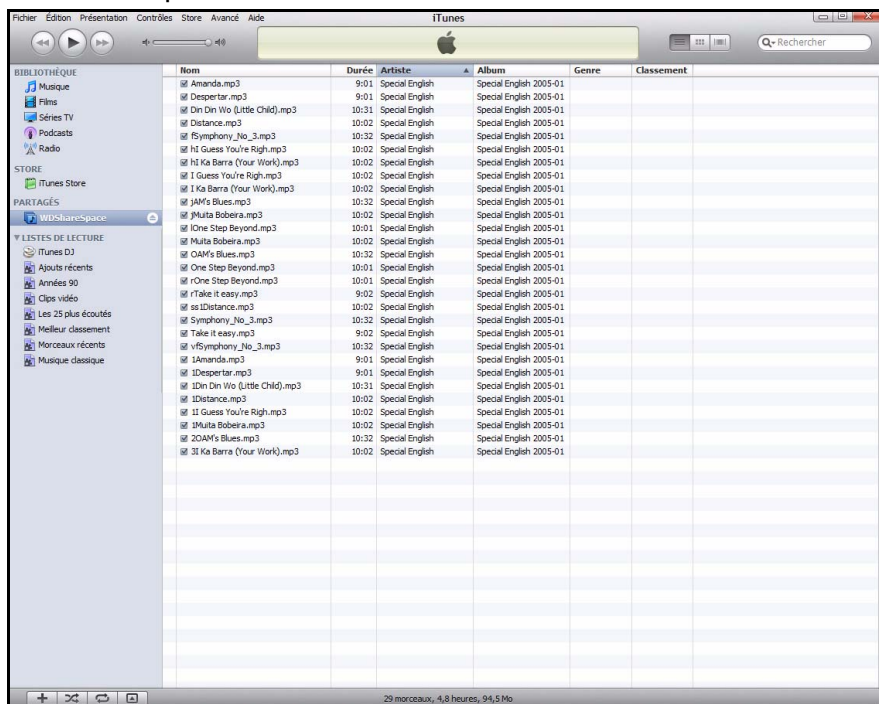 Fichier Édition Présentation Contrôles Store Avancé Aide
iTunes
Rechercher
BIBLIOTHÈQUE
Musique
Films
Séries TV
Podcasts
Radio
STORE
iTunes Store
PARTAGÉS
WDShareSpace
LISTES DE LECTURE
iTunes DJ
Ajouts récents
Années 90
Clips vidéo
Les 25 plus écoutés
Meilleur classement
Morceaux récents
Musique classique
Nom Durée Artiste Album Genre Classement
Amanda.mp3 9:01 Special English Special English 2005-01
Despertar.mp3 9:01 Special English Special English 2005-01
Din Din Wo (Little Child).mp3 10:31 Special English Special English 2005-01
Distance.mp3 10:02 Special English Special English 2005-01
fSymphony_No_3.mp3 10:32 Special English Special English 2005-01
hI Guess You're Righ.mp3 10:02 Special English Special English 2005-01
hI Ka Barra (Your Work).mp3 10:02 Special English Special English 2005-01
I Guess You're Righ.mp3 10:02 Special English Special English 2005-01
I Ka Barra (Your Work).mp3 10:02 Special English Special English 2005-01
jAM's Blues.mp3 10:32 Special English Special English 2005-01
jMuita Bobeira.mp3 10:02 Special English Special English 2005-01
lOne Step Beyond.mp3 10:01 Special English Special English 2005-01
Muita Bobeira.mp3 10:02 Special English Special English 2005-01
OAM's Blues.mp3 10:32 Special English Special English 2005-01
One Step Beyond.mp3 10:01 Special English Special English 2005-01
rOne Step Beyond.mp3 10:01 Special English Special English 2005-01
rTake it easy.mp3 9:02 Special English Special English 2005-01
ss1Distance.mp3 10:02 Special English Special English 2005-01
Symphony_No_3.mp3 10:32 Special English Special English 2005-01
Take it easy.mp3 9:02 Special English Special English 2005-01
vfSymphony_No_3.mp3 10:32 Special English Special English 2005-01
1Amanda.mp3 9:01 Special English Special English 2005-01
1Despertar.mp3 9:01 Special English Special English 2005-01
1Din Din Wo (Little Child).mp3 10:31 Special English Special English 2005-01
1Distance.mp3 10:02 Special English Special English 2005-01
1I Guess You're Righ.mp3 10:02 Special English Special English 2005-01
1Muita Bobeira.mp3 10:02 Special English Special English 2005-01
2OAM's Blues.mp3 10:32 Special English Special English 2005-01
3I Ka Barra (Your Work).mp3 10:02 Special English Special English 2005-01
29 morceaux, 4,8 heures, 94,5 Mo